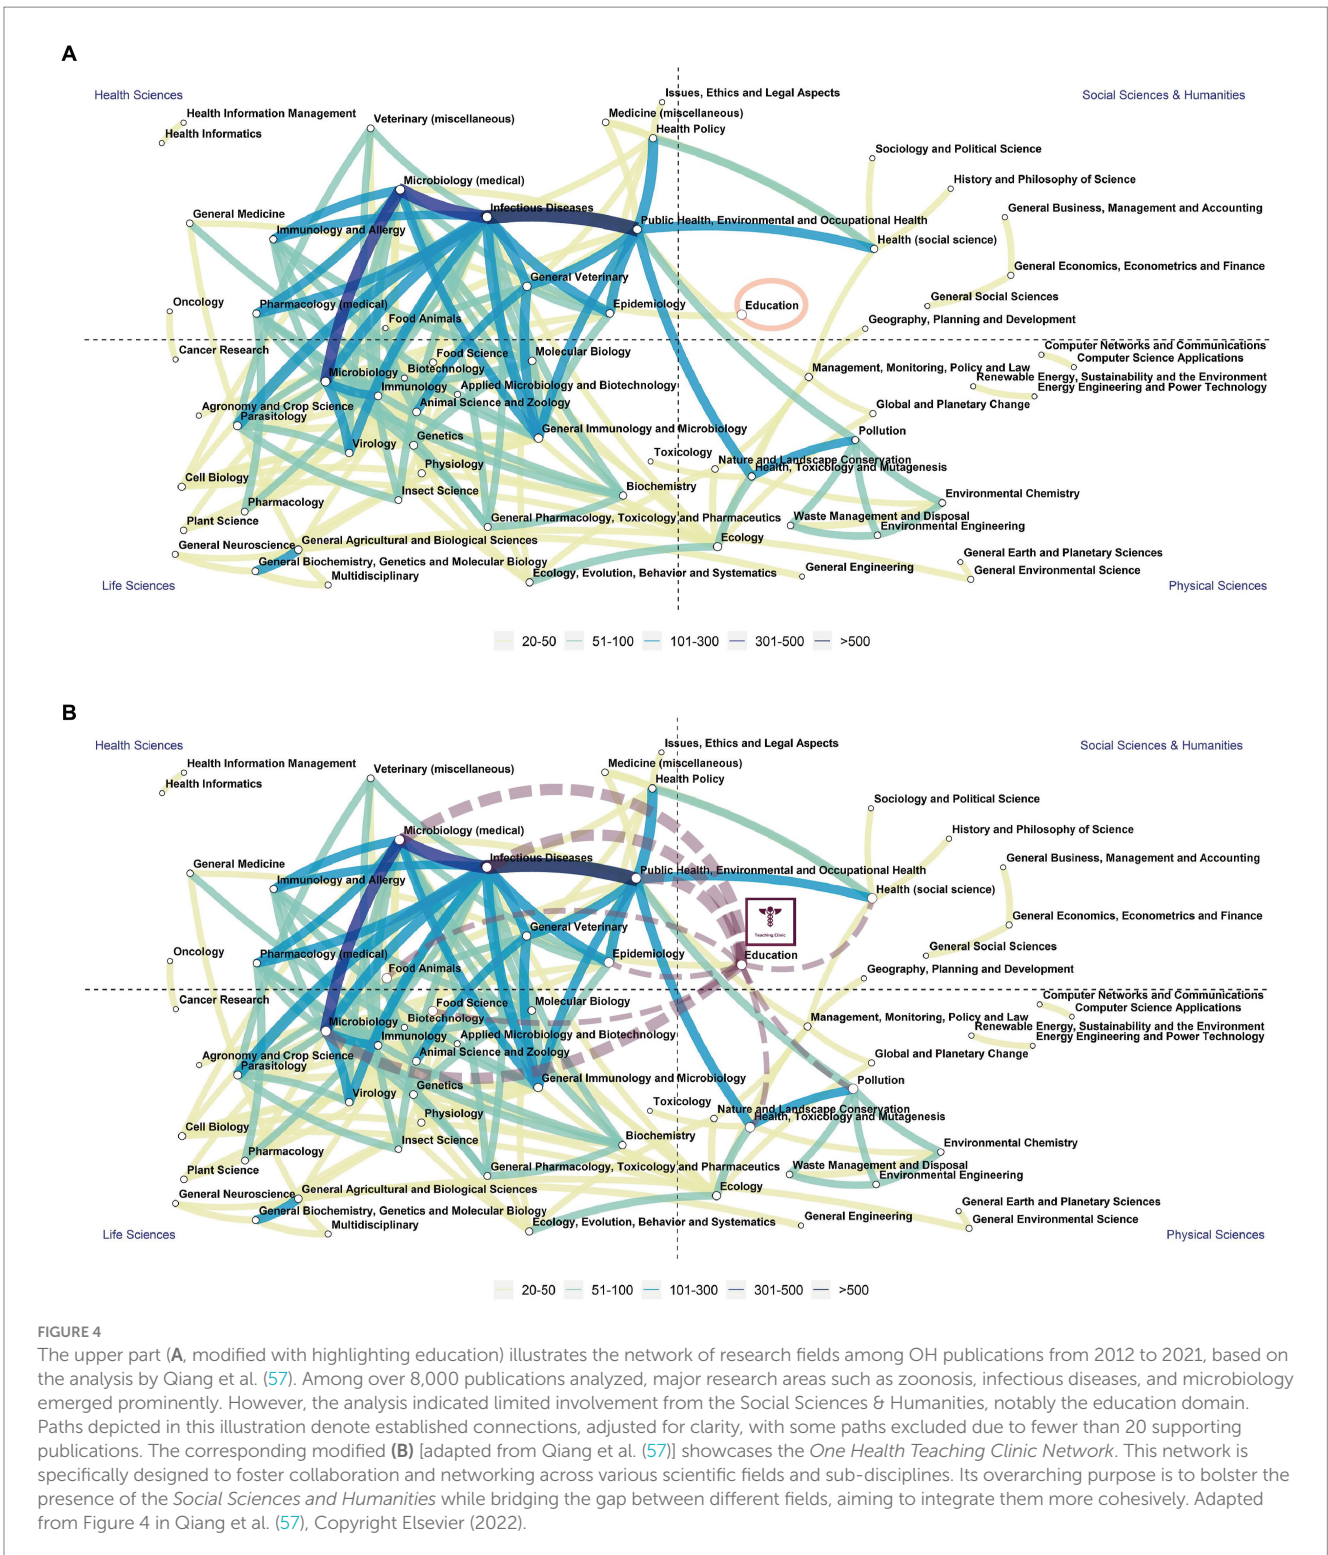 A
Health Sciences
Social Sciences & Humanities
Issues, Ethics and Legal Aspects
Health Information Management
Medicine (miscellaneous)
Veterinary (miscellaneous)
Health Informatics
Health Policy
Sociology and Political Science
Microbiology (medical)
History and Philosophy of Science
Infectious Diseases
General Business, Management and Accounting
General Medicine
Public Health, Environmental and Occupational Health
Immunology and Allergy
Health (social science)
General Economics, Econometrics and Finance
General Veterinary
General Social Sciences
Oncology
Pharmacology (medical)
Epidemiology
Education
Food Animals
Geography, Planning and Development
Cancer Research
Food Science
Molecular Biology
Computer Networks and Communications
Computer Science Applications
Microbiology
Biotechnology
Management, Monitoring, Policy and Law
Renewable Energy, Sustainability and the Environment
Immunology
Applied Microbiology and Biotechnology
Energy Engineering and Power Technology
Agronomy and Crop Science
Animal Science and Zoology
Global and Planetary Change
Parasitology
General Immunology and Microbiology
Pollution
Virology
Genetics
Toxicology
Nature and Landscape Conservation
Physiology
Health, Toxicology and Mutagenesis
Cell Biology
Insect Science
Biochemistry
Environmental Chemistry
Pharmacology
Plant Science
General Pharmacology, Toxicology and Pharmaceutics
Waste Management and Disposal
Environmental Engineering
General Neuroscience
General Agricultural and Biological Sciences
Ecology
General Earth and Planetary Sciences
General Biochemistry, Genetics and Molecular Biology
General Engineering
General Environmental Science
Multidisciplinary
Ecology, Evolution, Behavior and Systematics
Life Sciences
Physical Sciences
20-50 51-100 101-300 301-500 >500
B
Health Sciences
Social Sciences & Humanities
Issues, Ethics and Legal Aspects
Health Information Management
Medicine (miscellaneous)
Veterinary (miscellaneous)
Health Informatics
Health Policy
Sociology and Political Science
Microbiology (medical)
History and Philosophy of Science
Infectious Diseases
General Business, Management and Accounting
General Medicine
Public Health, Environmental and Occupational Health
Immunology and Allergy
Health (social science)
General Economics, Econometrics and Finance
Teaching Clinic
General Veterinary
General Social Sciences
Oncology
Pharmacology (medical)
Epidemiology
Education
Food Animals
Geography, Planning and Development
Cancer Research
Food Science
Molecular Biology
Computer Networks and Communications
Computer Science Applications
Microbiology
Biotechnology
Management, Monitoring, Policy and Law
Renewable Energy, Sustainability and the Environment
Immunology
Applied Microbiology and Biotechnology
Energy Engineering and Power Technology
Agronomy and Crop Science
Animal Science and Zoology
Global and Planetary Change
Parasitology
General Immunology and Microbiology
Pollution
Virology
Genetics
Toxicology
Nature and Landscape Conservation
Physiology
Health, Toxicology and Mutagenesis
Cell Biology
Insect Science
Biochemistry
Environmental Chemistry
Pharmacology
Plant Science
General Pharmacology, Toxicology and Pharmaceutics
Waste Management and Disposal
Environmental Engineering
General Neuroscience
General Agricultural and Biological Sciences
Ecology
General Earth and Planetary Sciences
General Biochemistry, Genetics and Molecular Biology
General Engineering
General Environmental Science
Multidisciplinary
Ecology, Evolution, Behavior and Systematics
Life Sciences
Physical Sciences
20-50 51-100 101-300 301-500 >500
FIGURE 4
The upper part (A, modified with highlighting education) illustrates the network of research fields among OH publications from 2012 to 2021, based on
the analysis by Qiang et al. (57). Among over 8,000 publications analyzed, major research areas such as zoonosis, infectious diseases, and microbiology
emerged prominently. However, the analysis indicated limited involvement from the Social Sciences & Humanities, notably the education domain.
Paths depicted in this illustration denote established connections, adjusted for clarity, with some paths excluded due to fewer than 20 supporting
publications. The corresponding modified (B) [adapted from Qiang et al. (57)] showcases the One Health Teaching Clinic Network. This network is
specifically designed to foster collaboration and networking across various scientific fields and sub-disciplines. Its overarching purpose is to bolster the
presence of the Social Sciences and Humanities while bridging the gap between different fields, aiming to integrate them more cohesively. Adapted
from Figure 4 in Qiang et al. (57), Copyright Elsevier (2022).